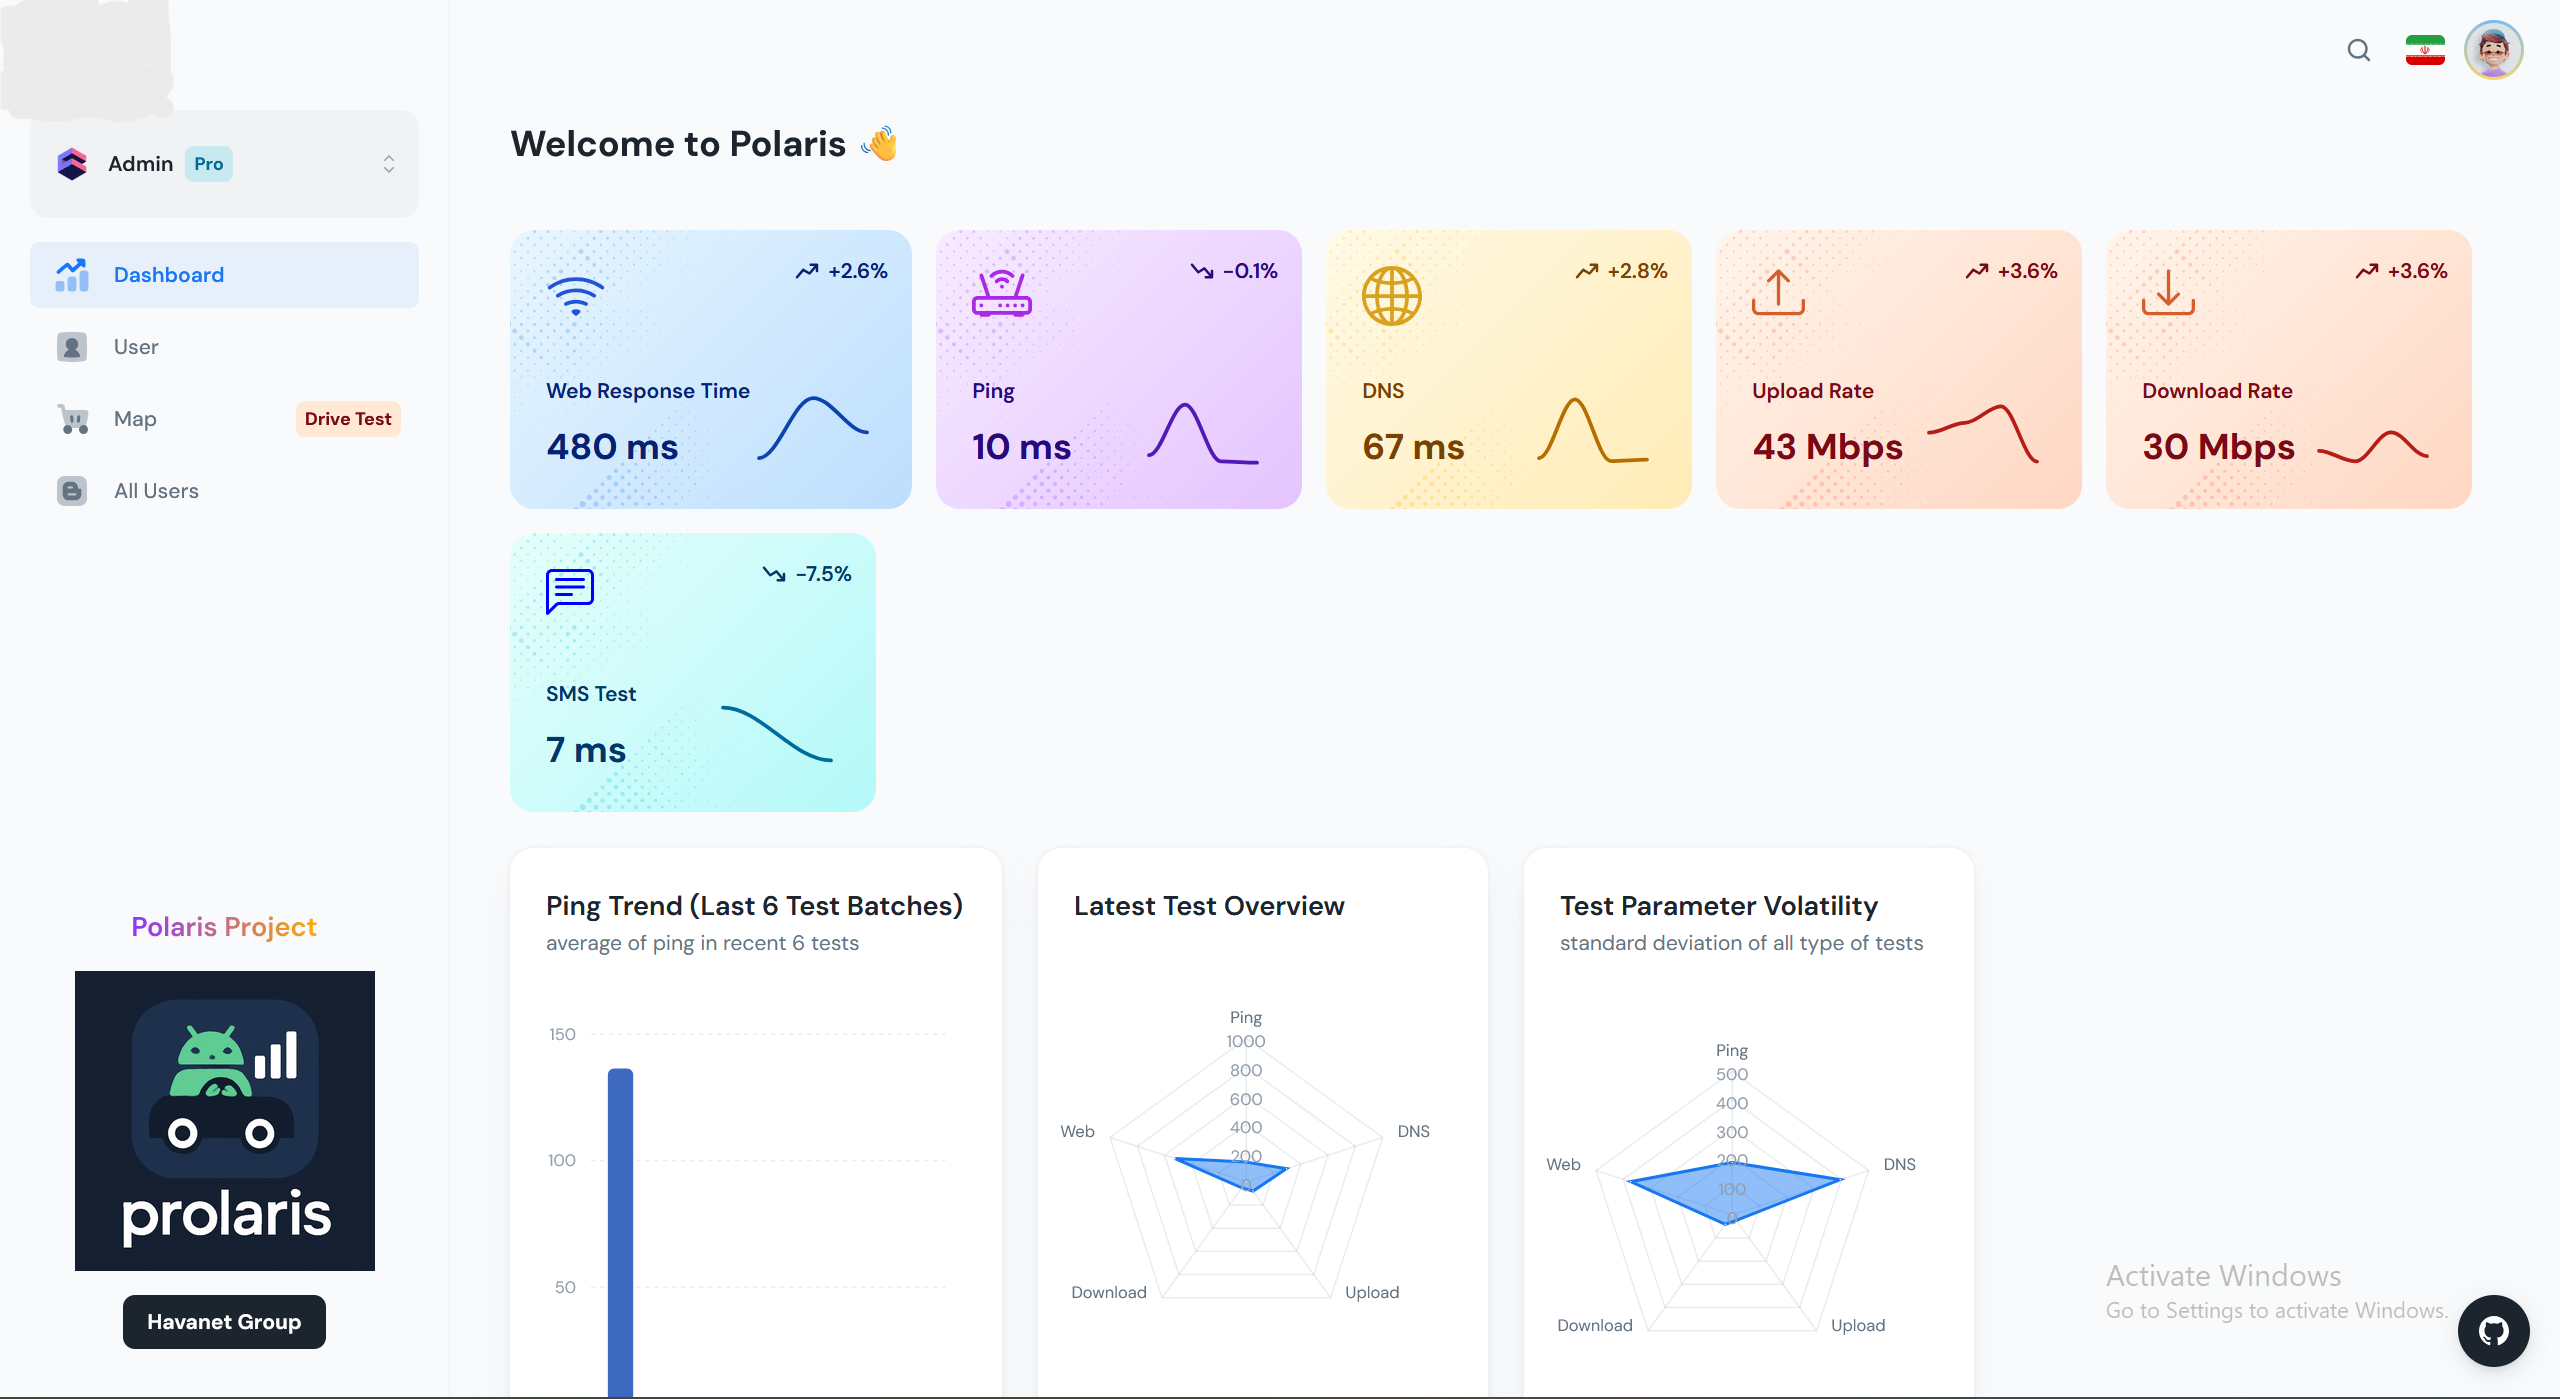 Welcome to Polaris 👋
Admin Pro
Dashboard
User
Map Drive Test
All Users
Polaris Project
prolaris
Havanet Group
+2.6%
Web Response Time
480 ms
-0.1%
Ping
10 ms
+2.8%
DNS
67 ms
+3.6%
Upload Rate
43 Mbps
+3.6%
Download Rate
30 Mbps
-7.5%
SMS Test
7 ms
Ping Trend (Last 6 Test Batches)
average of ping in recent 6 tests
150
100
50
Latest Test Overview
Ping
1000
800
600
400
200
0
Web
DNS
Download
Upload
Test Parameter Volatility
standard deviation of all type of tests
Ping
500
400
300
200
100
0
Web
DNS
Download
Upload
Activate Windows
Go to Settings to activate Windows.